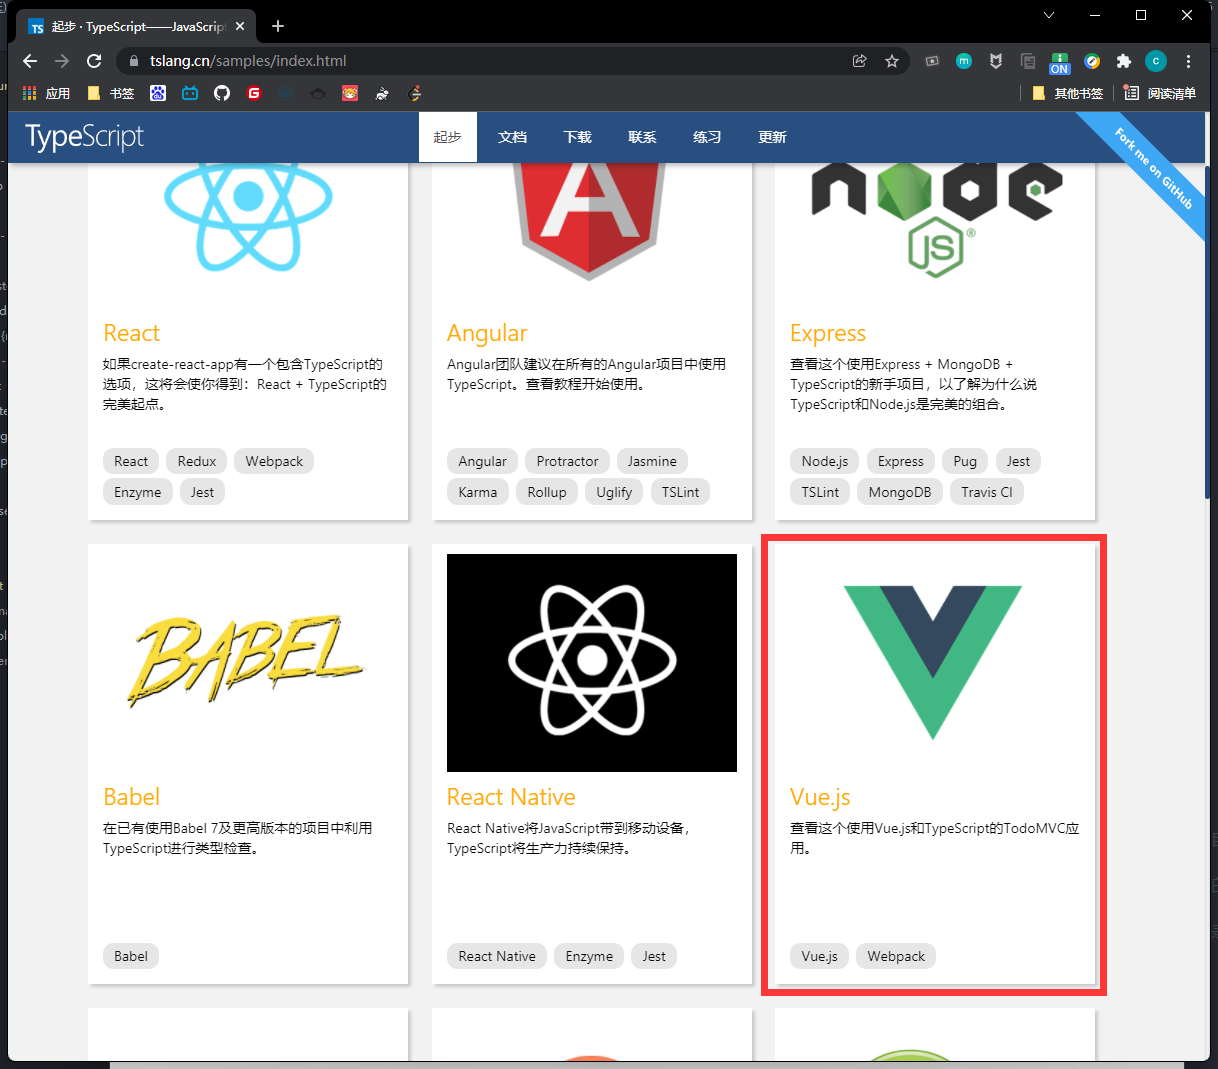 起步 · TypeScript——JavaScript
tslang.cn/samples/index.html
ON
c
应用
书签
其他书签
阅读清单
TypeScript
起步
文档
下载
联系
练习
更新
Fork me on GitHub
node
JS
React
如果create-react-app有一个包含TypeScript的
选项，这将会使你得到：React + TypeScript的
完美起点。
React Redux Webpack
Enzyme Jest
Angular
Angular团队建议在所有的Angular项目中使用
TypeScript。查看教程开始使用。
Angular Protractor Jasmine
Karma Rollup Uglify TSLint
Express
查看这个使用Express + MongoDB +
TypeScript的新手项目，以了解为什么说
TypeScript和Node.js是完美的组合。
Node.js Express Pug Jest
TSLint MongoDB Travis CI
BABEL
Babel
在已有使用Babel 7及更高版本的项目中利用
TypeScript进行类型检查。
Babel
React Native
React Native将JavaScript带到移动设备，
TypeScript将生产力持续保持。
React Native Enzyme Jest
Vue.js
查看这个使用Vue.js和TypeScript的TodoMVC应
用。
Vue.js Webpack